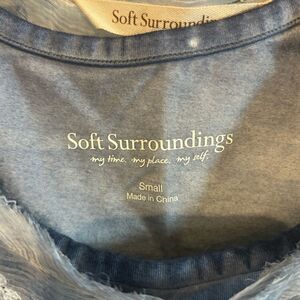 Soft Surroundings
Soft Surroundings
my time. my place. my self.
Small
Made in China